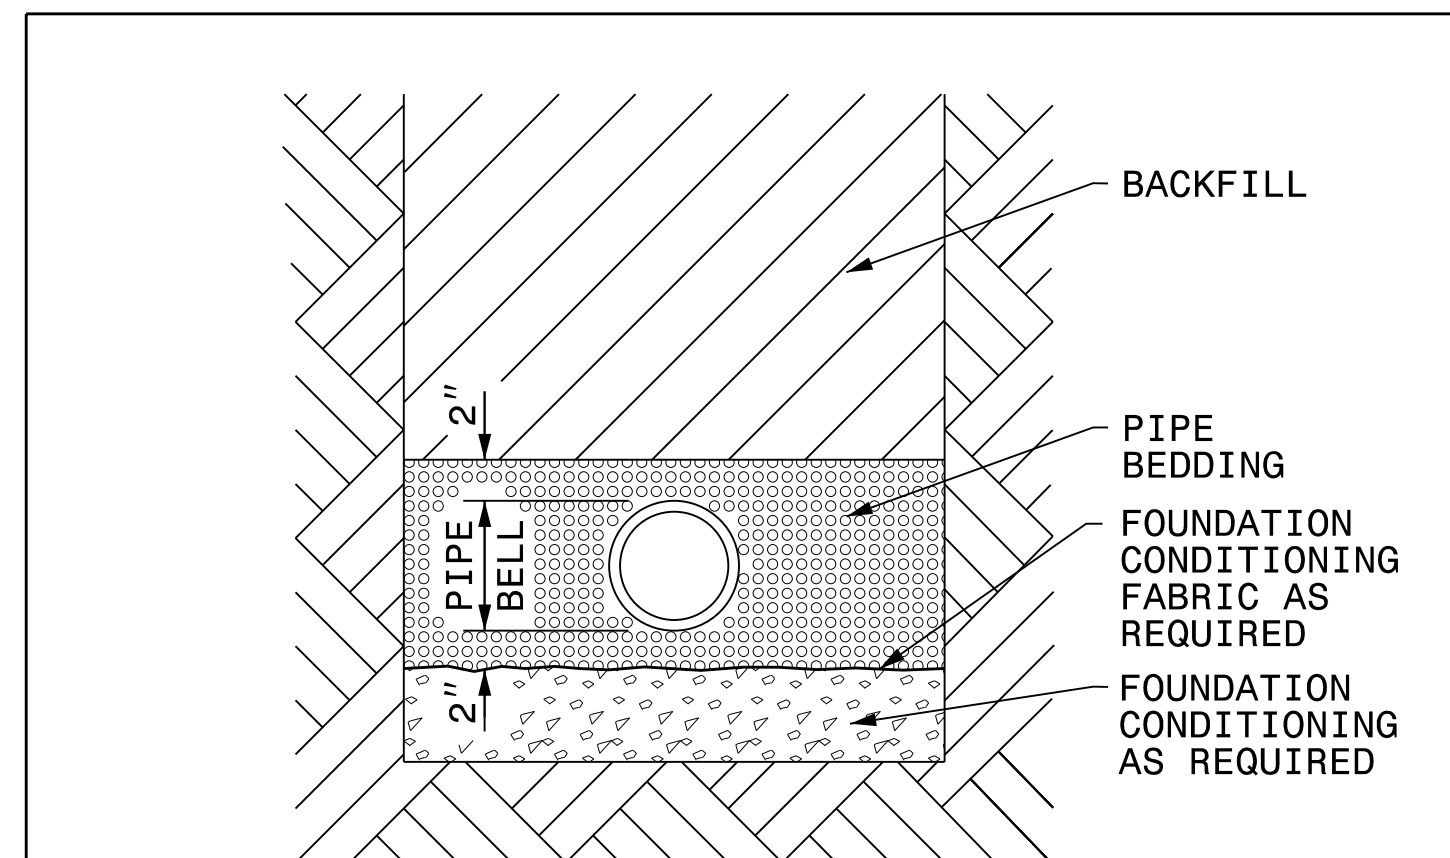 BACKFILL
2"
PIPE
BEDDING
PIPE
BELL
FOUNDATION
CONDITIONING
FABRIC AS
REQUIRED
2"
FOUNDATION
CONDITIONING
AS REQUIRED